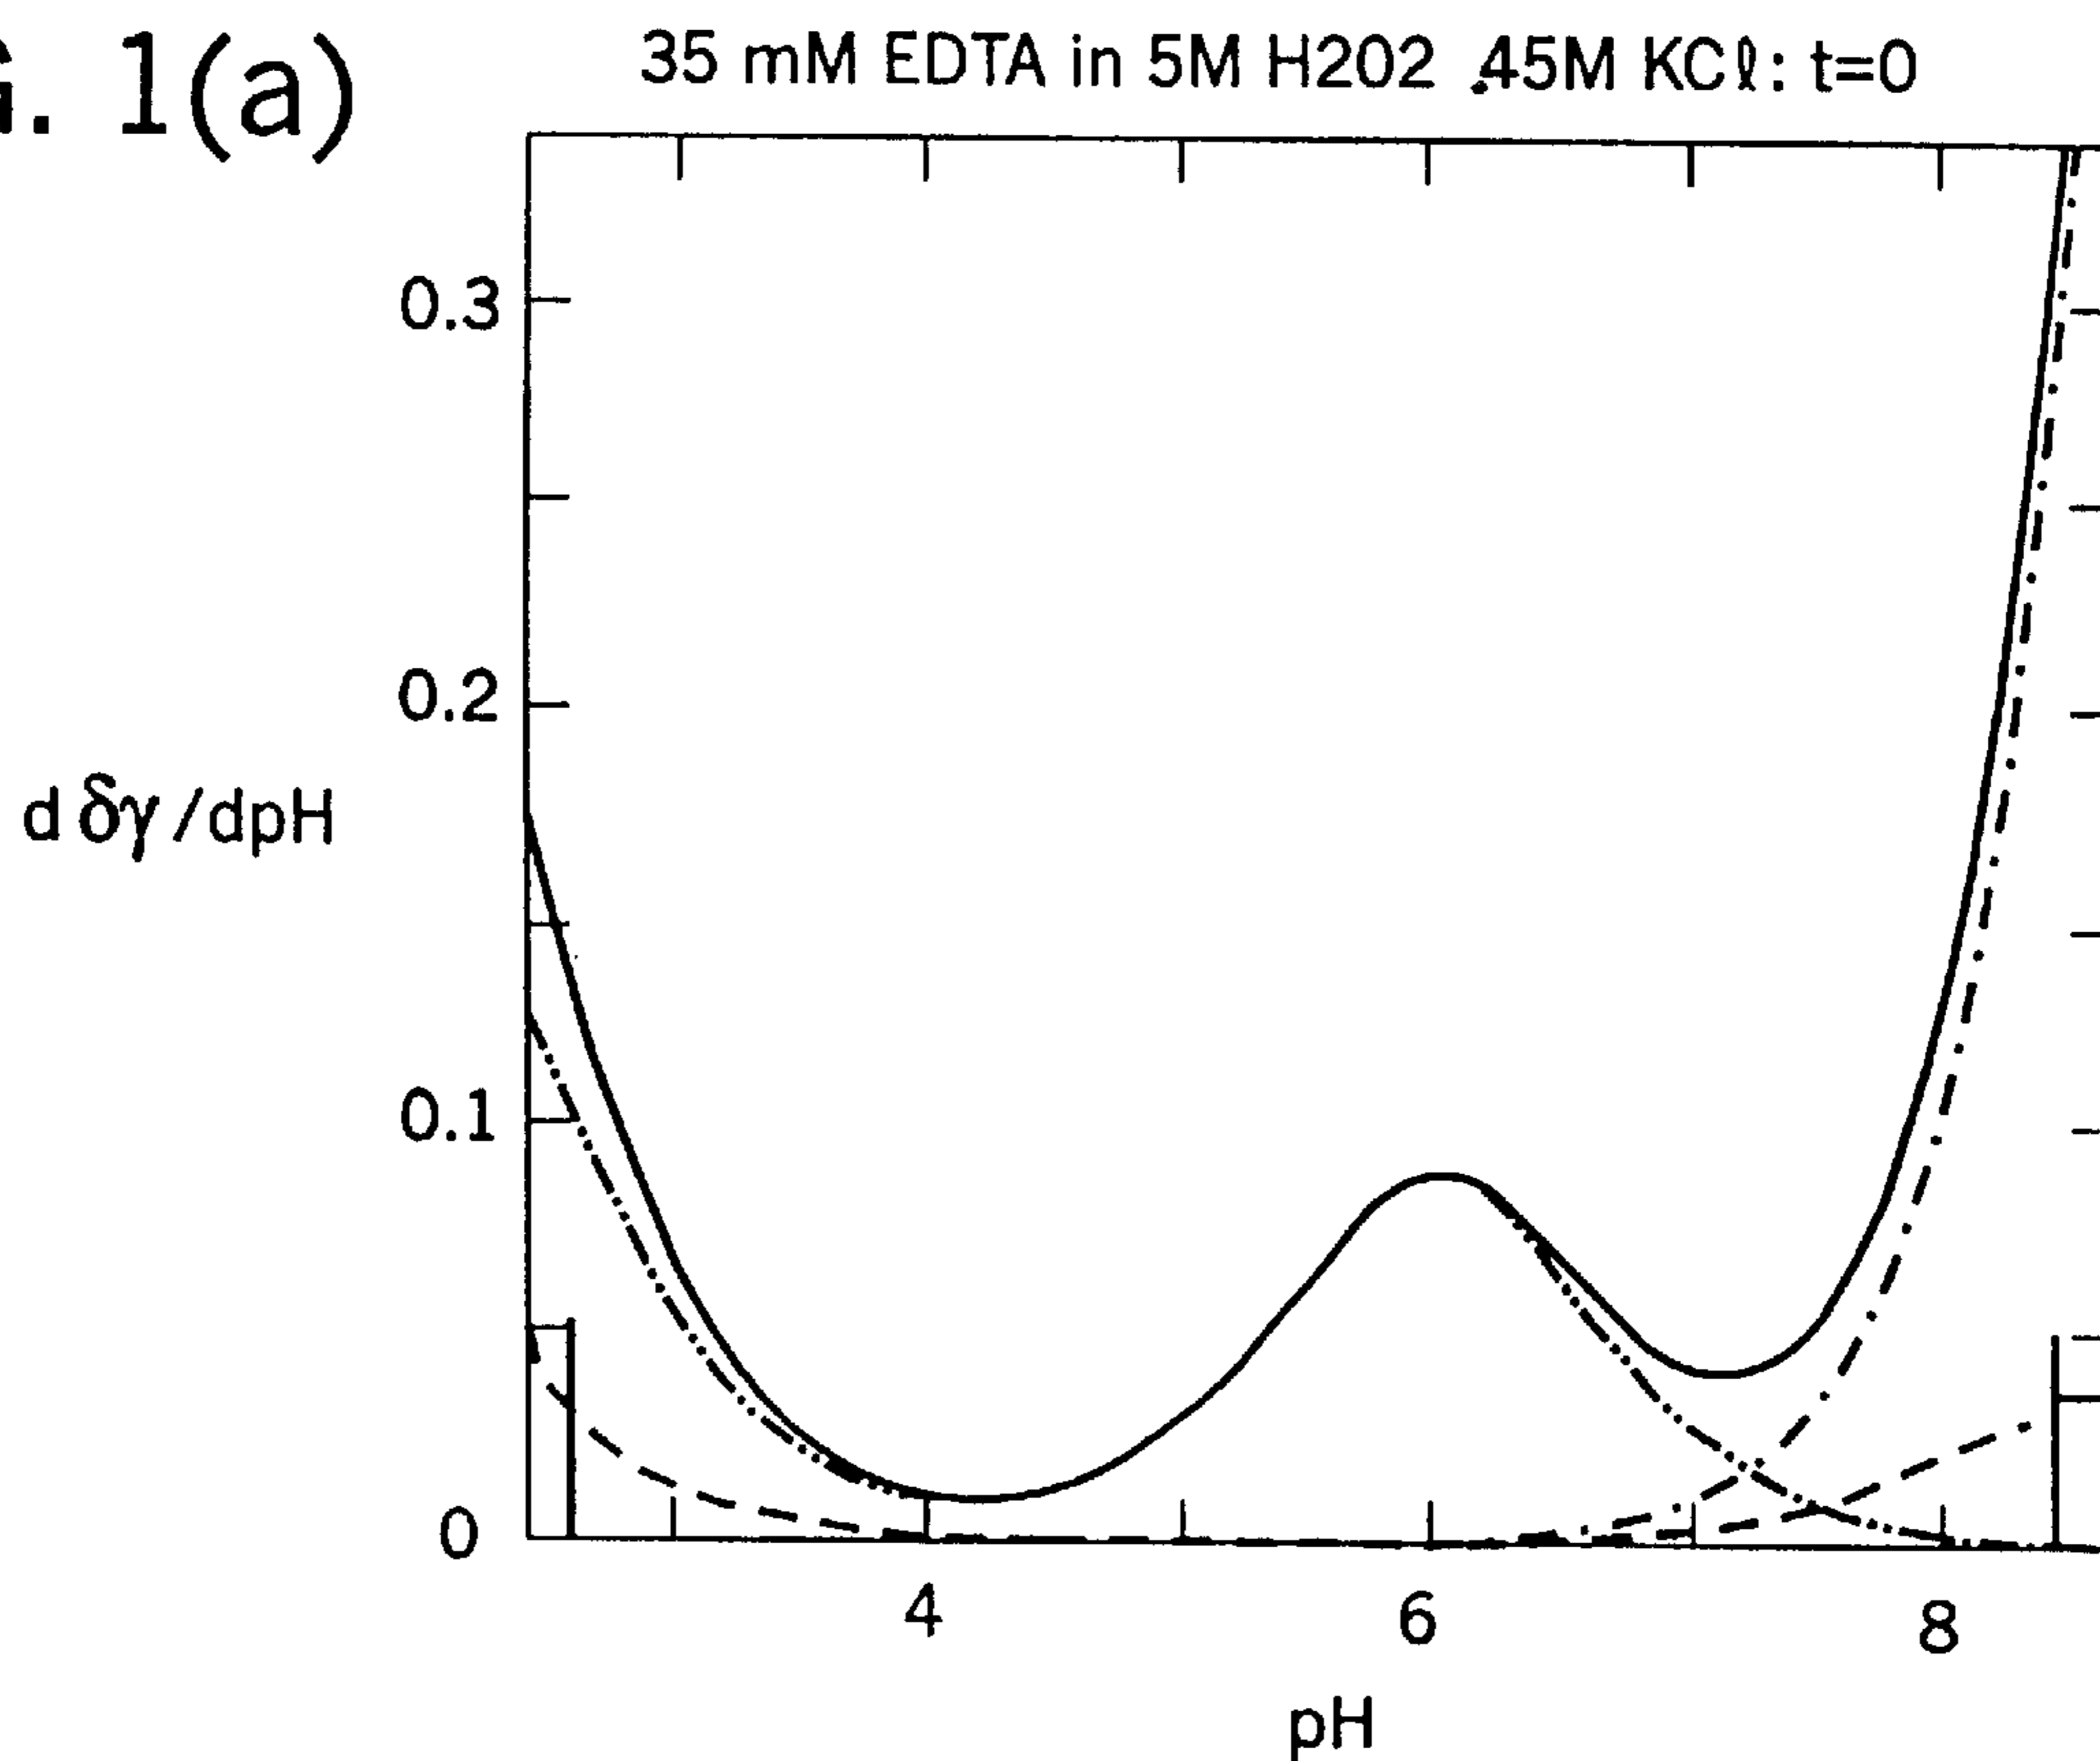 . 1(a)
35 mM EDTA in 5M H2O2 .45M KCℓ: t=0
0.3
0.2
d δγ/dpH
0.1
0
4 6 8
pH